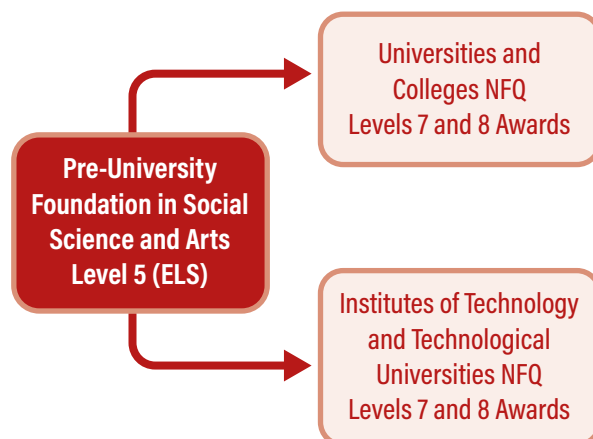 Universities and
Colleges NFQ
Levels 7 and 8 Awards
Pre-University
Foundation in Social
Science and Arts
Level 5 (ELS)
Institutes of Technology
and Technological
Universities NFQ
Levels 7 and 8 Awards